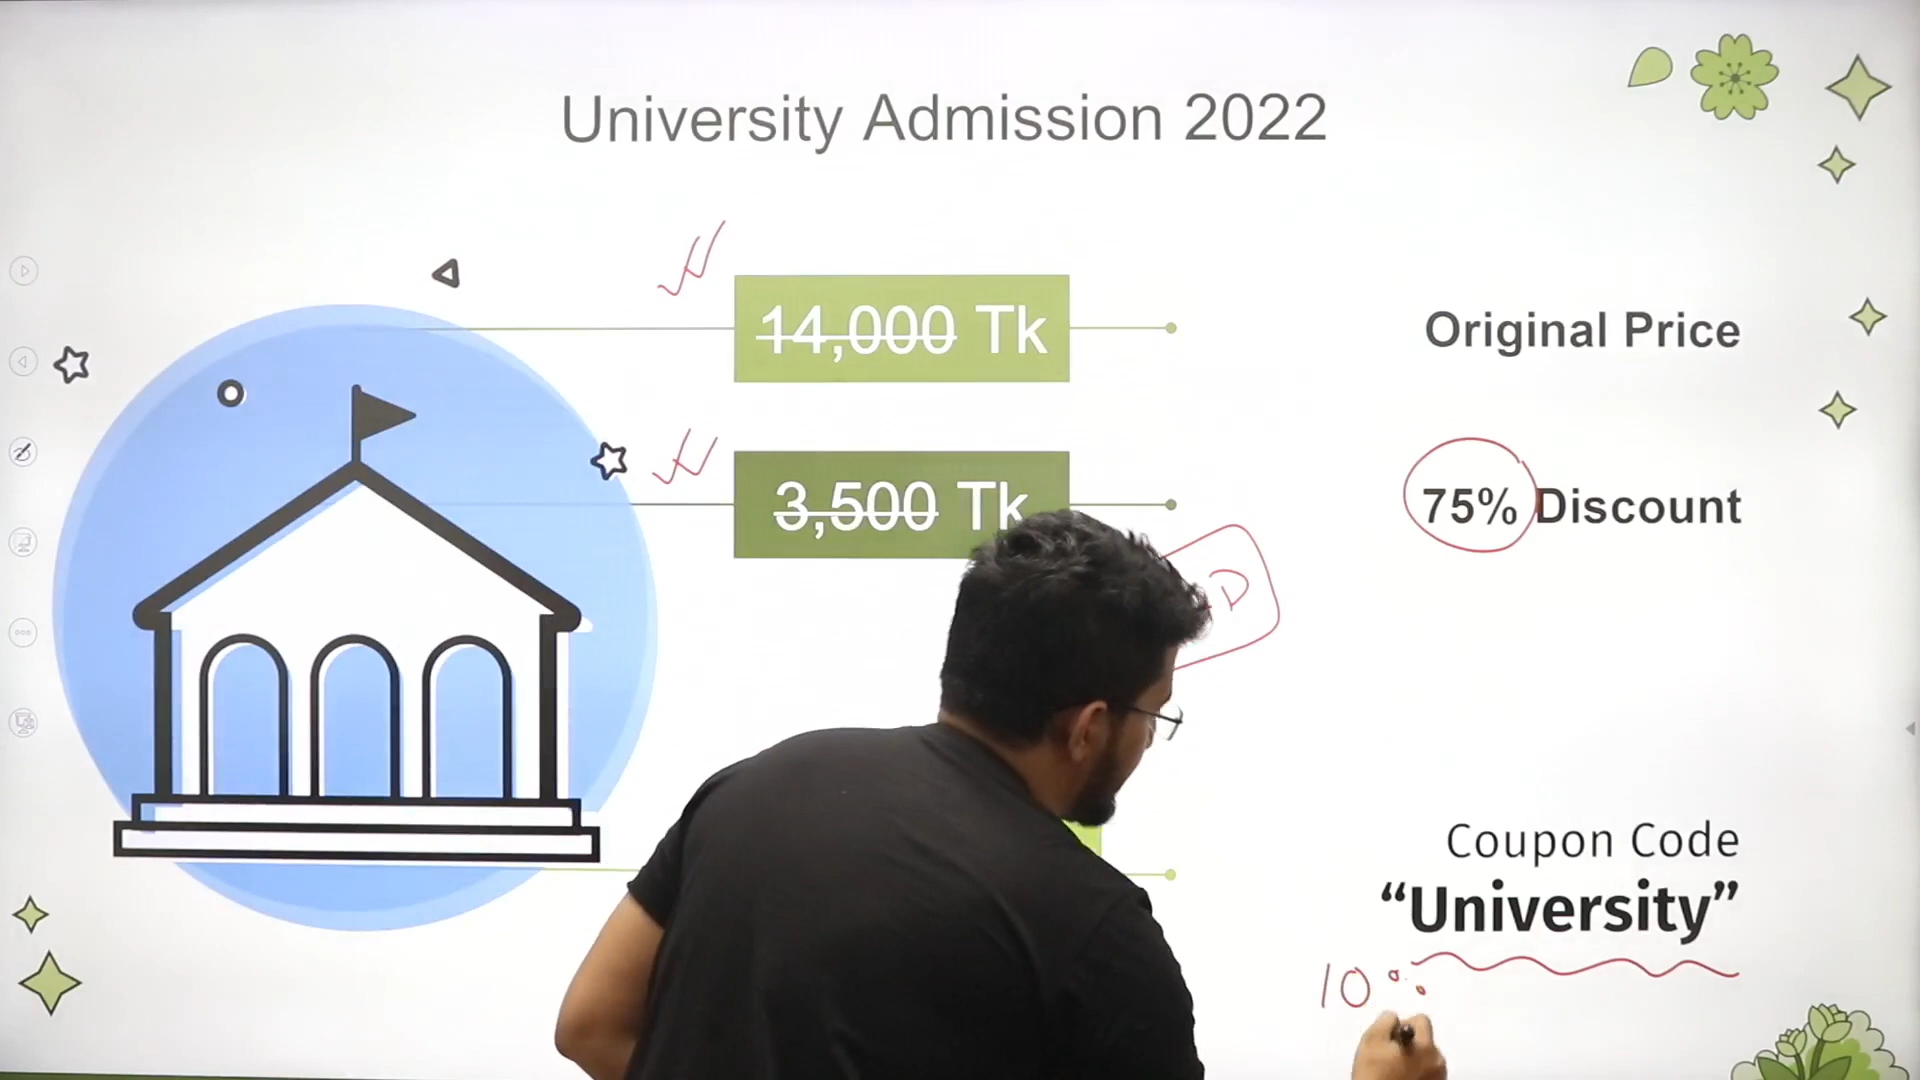 University Admission 2022
14,000 Tk
Original Price
3,500 Tk
75% Discount
D
Coupon Code
“University”
10%